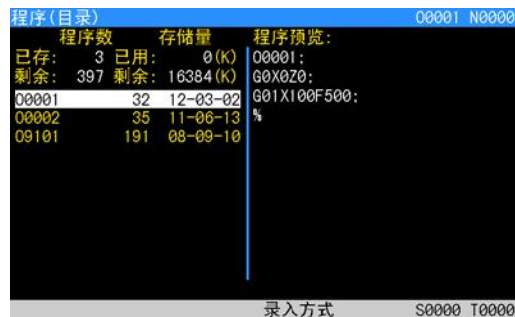 程序(目录) O0001 N0000
程序数 存储量
已存: 3 已用: 0(K)
剩余: 397 剩余: 16384(K)
O0001 32 12-03-02
O0002 35 11-06-13
O9101 191 08-09-10
程序预览:
O0001;
G0X0Z0;
G01X100F500;
%
录入方式 S0000 T0000